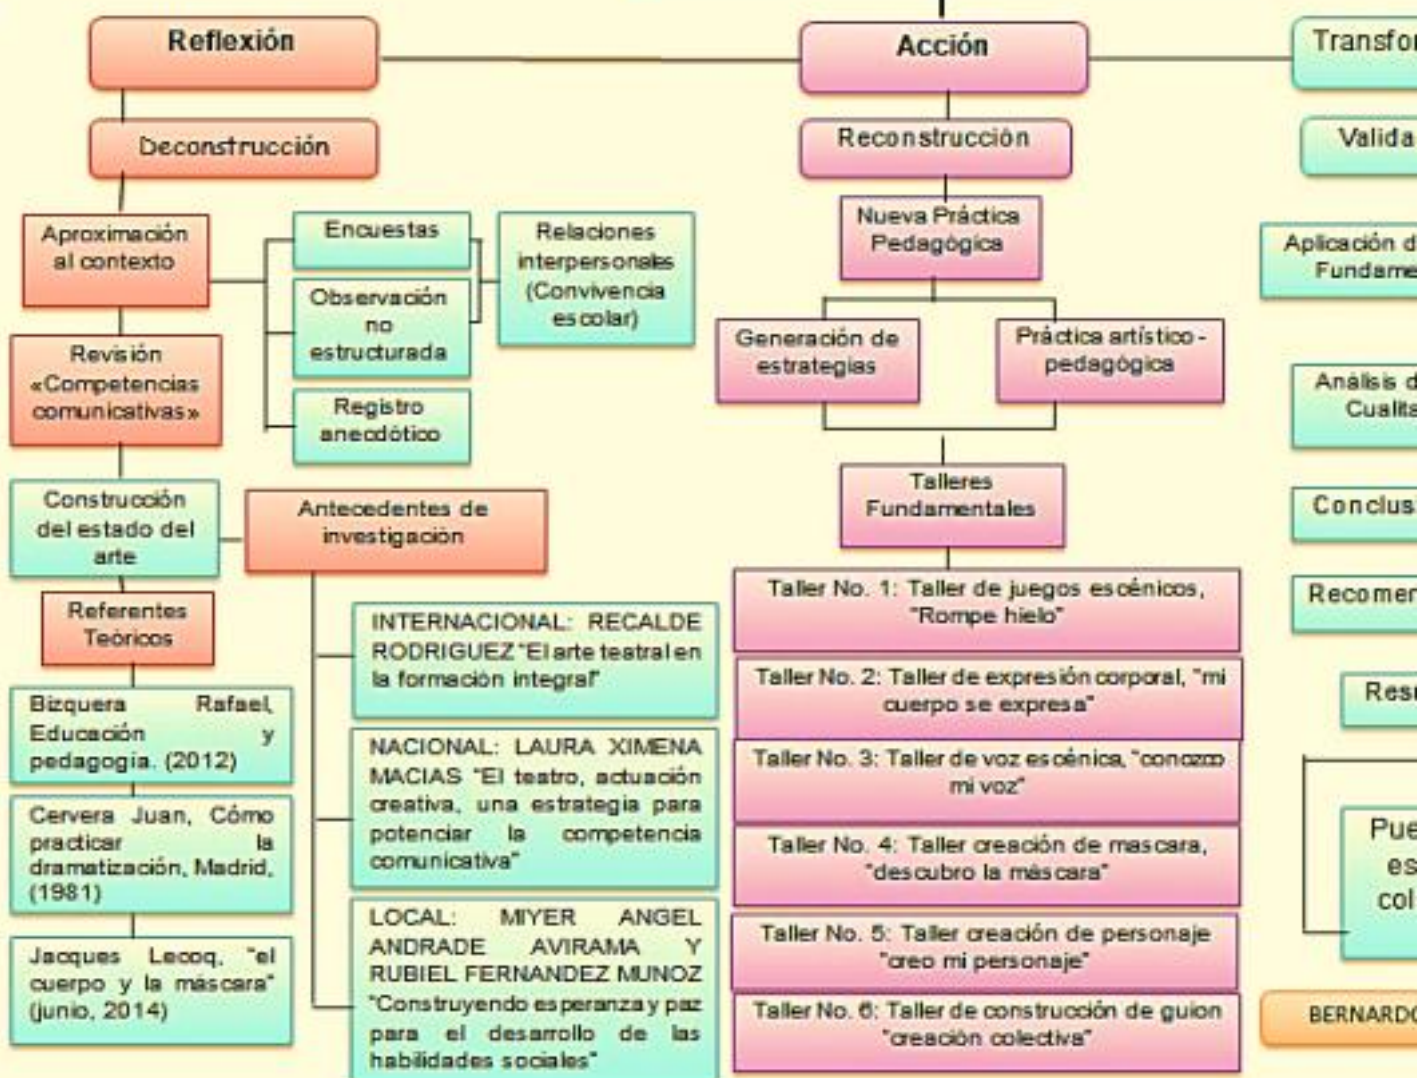 Reflexión
Deconstrucción
Aproximación
al contexto
Encuestas
Observación
no
estructurada
Registro
anecdótico
Relaciones
interpersonales
(Convivencia
escolar)
Revisión
«Competencias
comunicativas»
Construcción
del estado del
arte
Antecedentes de
investigación
Referentes
Teóricos
Bizquera Rafael,
Educación y
pedagogia. (2012)
Cervera Juan, Cómo
practicar la
dramatización, Madrid,
(1981)
Jacques Lecoq, "el
cuerpo y la máscara"
(junio, 2014)
INTERNACIONAL: RECALDE
RODRIGUEZ "El arte teatral en
la formación integral"
NACIONAL: LAURA XIMENA
MACIAS "El teatro, actuación
creativa, una estrategia para
potenciar la competencia
comunicativa"
LOCAL: MIYER ANGEL
ANDRADE AVIRAMA Y
RUBIEL FERNANDEZ MUNOZ
"Construyendo esperanza y paz
para el desarrollo de las
habilidades sociales"
Acción
Reconstrucción
Nueva Práctica
Pedagógica
Generación de
estrategias
Práctica artístico -
pedagógica
Talleres
Fundamentales
Taller No. 1: Taller de juegos escénicos,
"Rompe hielo"
Taller No. 2: Taller de expresión corporal, "mi
cuerpo se expresa"
Taller No. 3: Taller de voz escénica, "conozco
mi voz"
Taller No. 4: Taller creación de mascara,
"descubro la máscara"
Taller No. 5: Taller creación de personaje
"creo mi personaje"
Taller No. 6: Taller de construcción de guion
"creación colectiva"
Transfor
Valida
Aplicación d
Fundame
Análisis d
Cualita
Conclus
Recomen
Res
Pue
es
col
BERNARDO